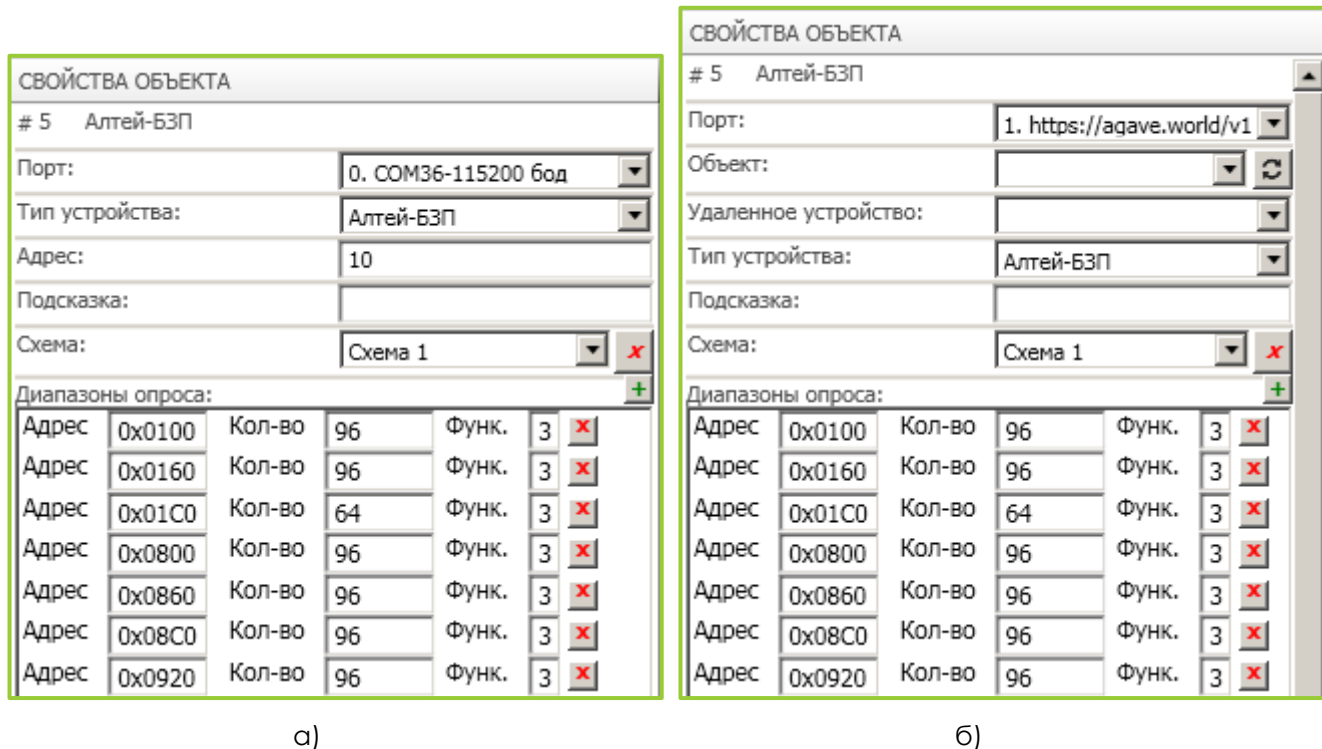 СВОЙСТВА ОБЪЕКТА
# 5 Алтей-БЗП
Порт: 0. COM36-115200 бод
Тип устройства: Алтей-БЗП
Адрес: 10
Подсказка:
Схема: Схема 1 x
Диапазоны опроса: +
Адрес 0x0100 Кол-во 96 Функ. 3 x
Адрес 0x0160 Кол-во 96 Функ. 3 x
Адрес 0x01C0 Кол-во 64 Функ. 3 x
Адрес 0x0800 Кол-во 96 Функ. 3 x
Адрес 0x0860 Кол-во 96 Функ. 3 x
Адрес 0x08C0 Кол-во 96 Функ. 3 x
Адрес 0x0920 Кол-во 96 Функ. 3 x
а)
СВОЙСТВА ОБЪЕКТА
# 5 Алтей-БЗП
Порт: 1. https://agave.world/v1
Объект:
Удаленное устройство:
Тип устройства: Алтей-БЗП
Подсказка:
Схема: Схема 1 x
Диапазоны опроса: +
Адрес 0x0100 Кол-во 96 Функ. 3 x
Адрес 0x0160 Кол-во 96 Функ. 3 x
Адрес 0x01C0 Кол-во 64 Функ. 3 x
Адрес 0x0800 Кол-во 96 Функ. 3 x
Адрес 0x0860 Кол-во 96 Функ. 3 x
Адрес 0x08C0 Кол-во 96 Функ. 3 x
Адрес 0x0920 Кол-во 96 Функ. 3 x
б)